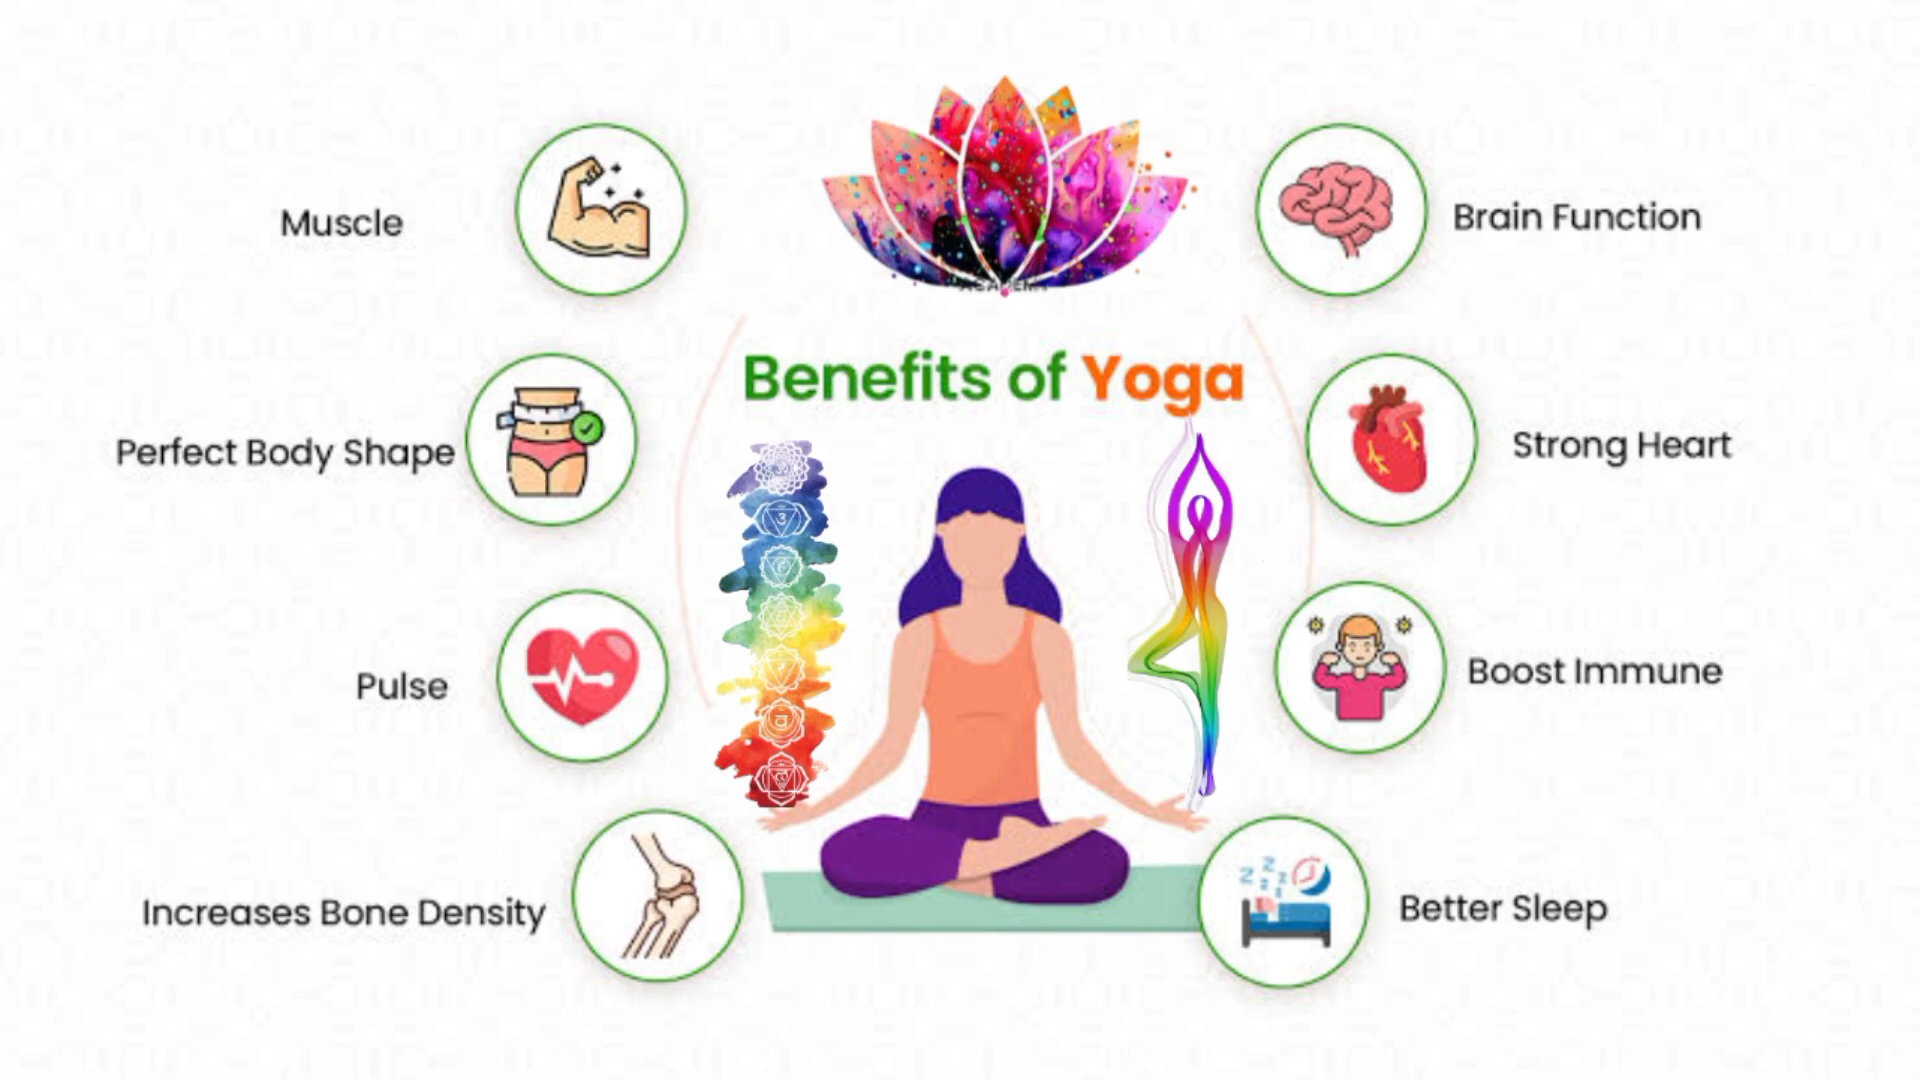 Benefits of Yoga
Muscle
Perfect Body Shape
Pulse
Increases Bone Density
Brain Function
Strong Heart
Boost Immune
Better Sleep